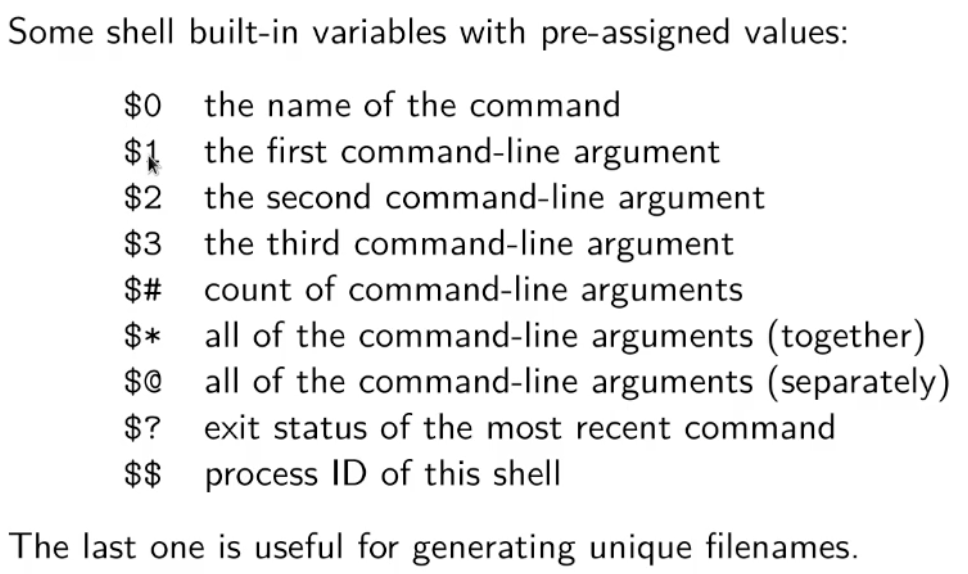 Some shell built-in variables with pre-assigned values:
$0 the name of the command
$1 the first command-line argument
$2 the second command-line argument
$3 the third command-line argument
$# count of command-line arguments
$* all of the command-line arguments (together)
$@ all of the command-line arguments (separately)
$? exit status of the most recent command
$$ process ID of this shell
The last one is useful for generating unique filenames.